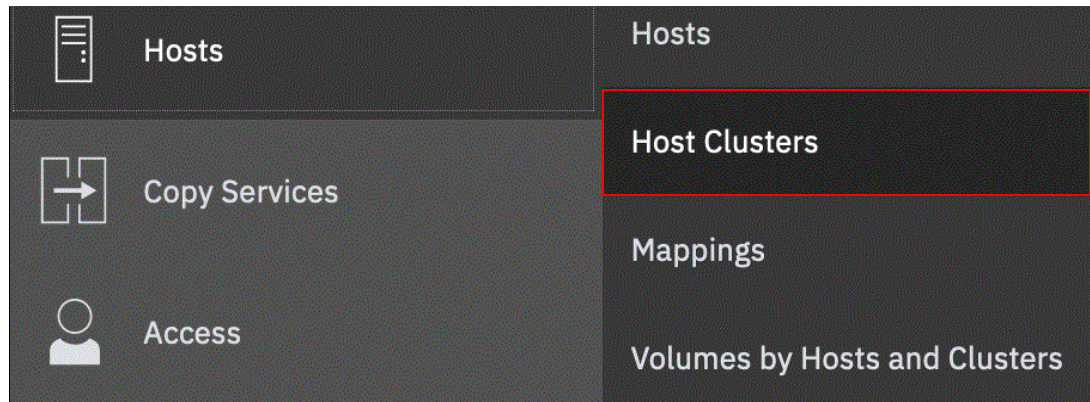 Hosts
Copy Services
Access
Hosts
Host Clusters
Mappings
Volumes by Hosts and Clusters